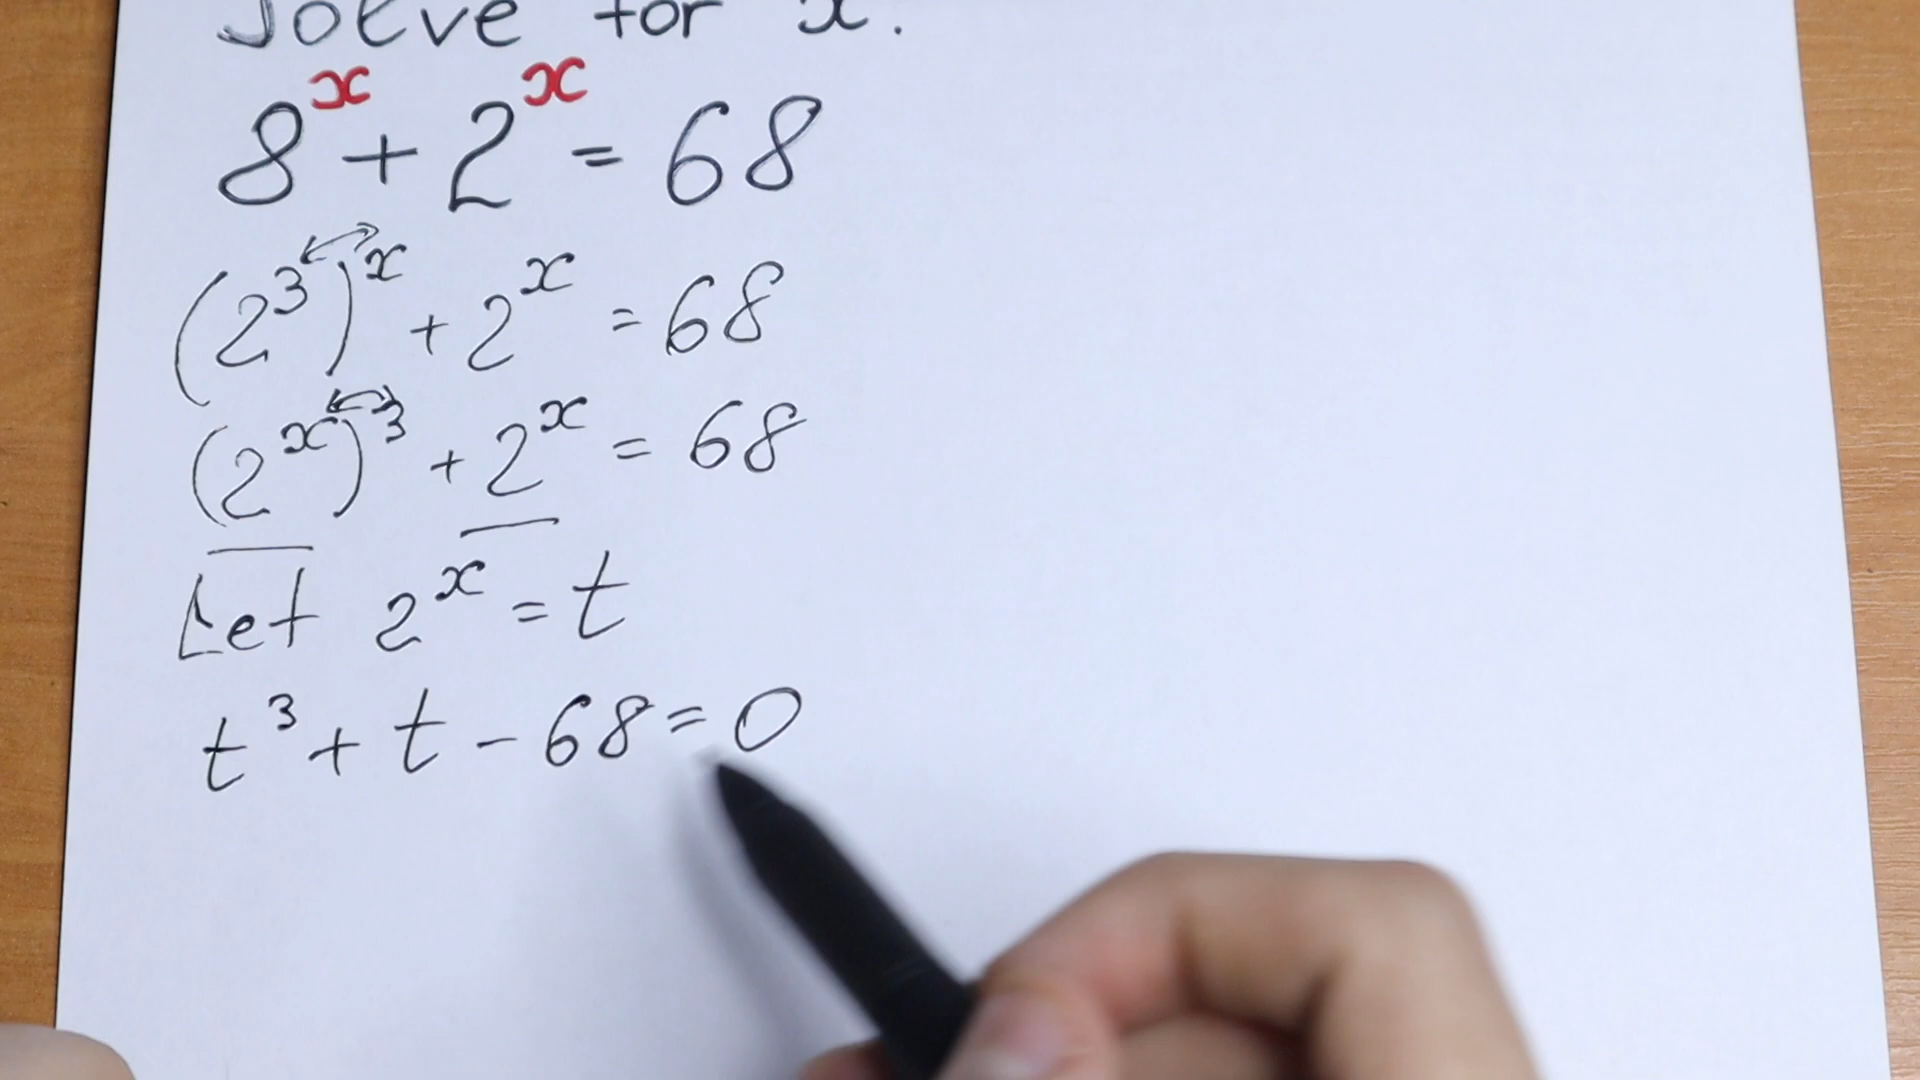 Solve for x.
8^x + 2^x = 68
(2^3)^x + 2^x = 68
(2^x)^3 + 2^x = 68
Let 2^x = t
t^3 + t - 68 = 0